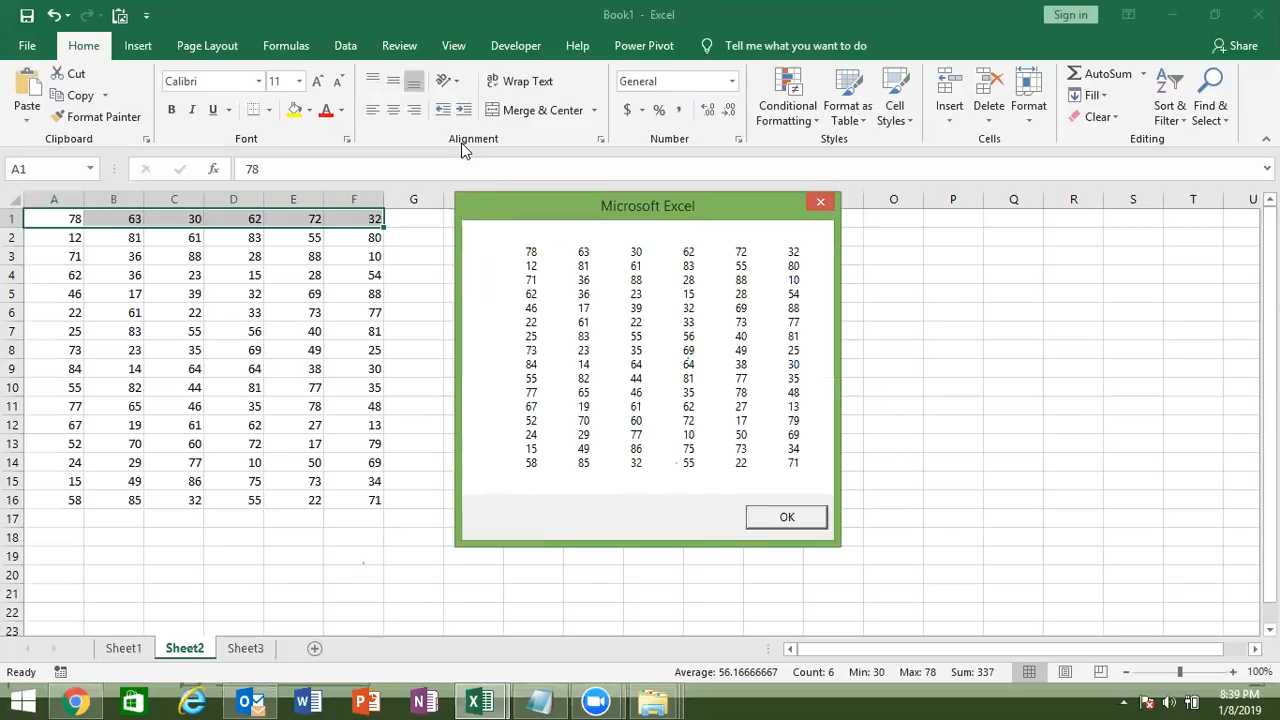 Book1 - Excel
Sign in
File Home Insert Page Layout Formulas Data Review View Developer Help Power Pivot Tell me what you want to do Share
Paste
Cut
Copy
Format Painter
Clipboard
Calibri 11
B I U A
Font
Wrap Text
Merge & Center
Alignment
General
$ % ,
Number
Conditional Formatting
Format as Table
Cell Styles
Styles
Insert
Delete
Format
Cells
AutoSum
Fill
Clear
Sort & Filter
Find & Select
Editing
A1 fx 78
A B C D E F G O P Q R S T U
1 78 63 30 62 72 32
2 12 81 61 83 55 80
3 71 36 88 28 88 10
4 62 36 23 15 28 54
5 46 17 39 32 69 88
6 22 61 22 33 73 77
7 25 83 55 56 40 81
8 73 23 35 69 49 25
9 84 14 64 64 38 30
10 55 82 44 81 77 35
11 77 65 46 35 78 48
12 67 19 61 62 27 13
13 52 70 60 72 17 79
14 24 29 77 10 50 69
15 15 49 86 75 73 34
16 58 85 32 55 22 71
17
18
19
20
21
22
23
Microsoft Excel
78 63 30 62 72 32
12 81 61 83 55 80
71 36 88 28 88 10
62 36 23 15 28 54
46 17 39 32 69 88
22 61 22 33 73 77
25 83 55 56 40 81
73 23 35 69 49 25
84 14 64 64 38 30
55 82 44 81 77 35
77 65 46 35 78 48
67 19 61 62 27 13
52 70 60 72 17 79
24 29 77 10 50 69
15 49 86 75 73 34
58 85 32 55 22 71
OK
Sheet1 Sheet2 Sheet3
Ready Average: 56.16666667 Count: 6 Min: 30 Max: 78 Sum: 337 100%
8:39 PM
1/8/2019